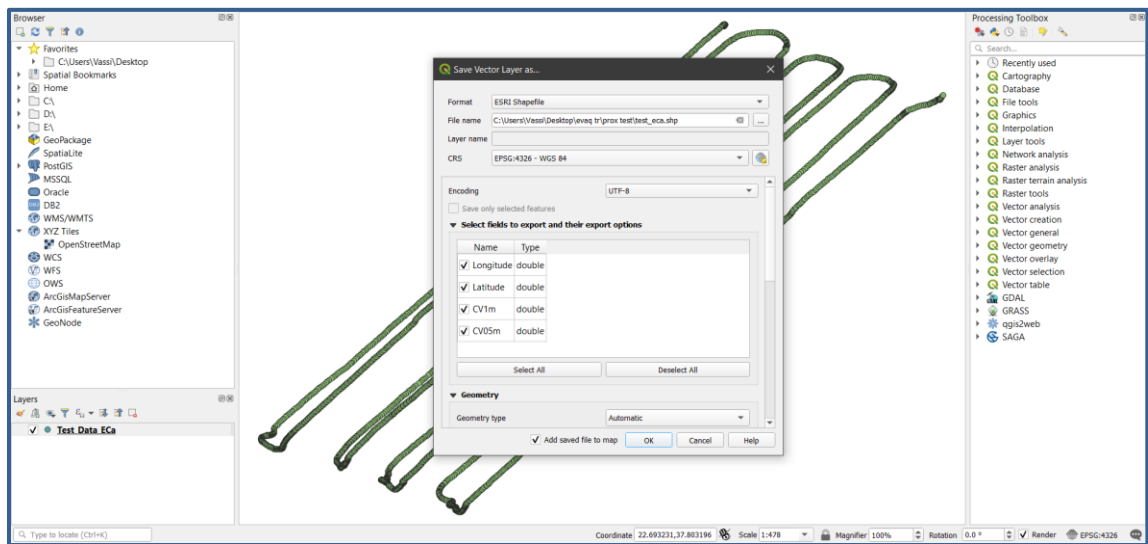 Browser
Favorites
C:\Users\Vassi\Desktop
Spatial Bookmarks
Home
C:\
D:\
E:\
GeoPackage
SpatiaLite
PostGIS
MSSQL
Oracle
DB2
WMS/WMTS
XYZ Tiles
OpenStreetMap
WCS
WFS
OWS
ArcGisMapServer
ArcGisFeatureServer
GeoNode
Layers
Test Data ECa
Save Vector Layer as...
Format ESRI Shapefile
File name C:\Users\Vassi\Desktop\evaq tr\prox test\test_eca.shp ...
Layer name
CRS EPSG:4326 - WGS 84
Encoding UTF-8
Save only selected features
Select fields to export and their export options
Name Type
Longitude double
Latitude double
CV1m double
CV05m double
Select All Deselect All
Geometry
Geometry type Automatic
Add saved file to map OK Cancel Help
Processing Toolbox
Search...
Recently used
Cartography
Database
File tools
Graphics
Interpolation
Layer tools
Network analysis
Raster analysis
Raster terrain analysis
Raster tools
Vector analysis
Vector creation
Vector general
Vector geometry
Vector overlay
Vector selection
Vector table
GDAL
GRASS
qgis2web
SAGA
Type to locate (Ctrl+K) Coordinate 22.693231,37.803196 Scale 1:478 Magnifier 100% Rotation 0.0 ° Render EPSG:4326